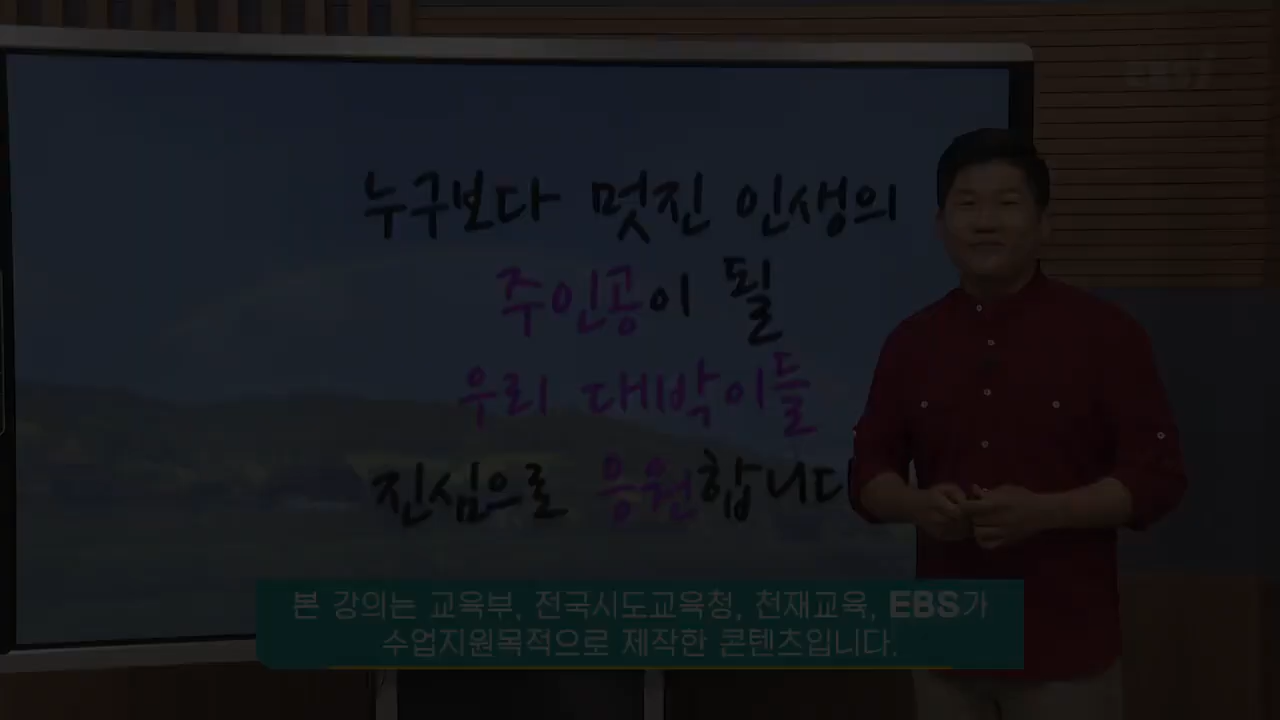 누구보다 멋진 인생의
주인공이 될
우리 대박이들
진심으로 응원합니다
본 강의는 교육부, 전국시도교육청, 천재교육, EBS가
수업지원목적으로 제작한 콘텐츠입니다.